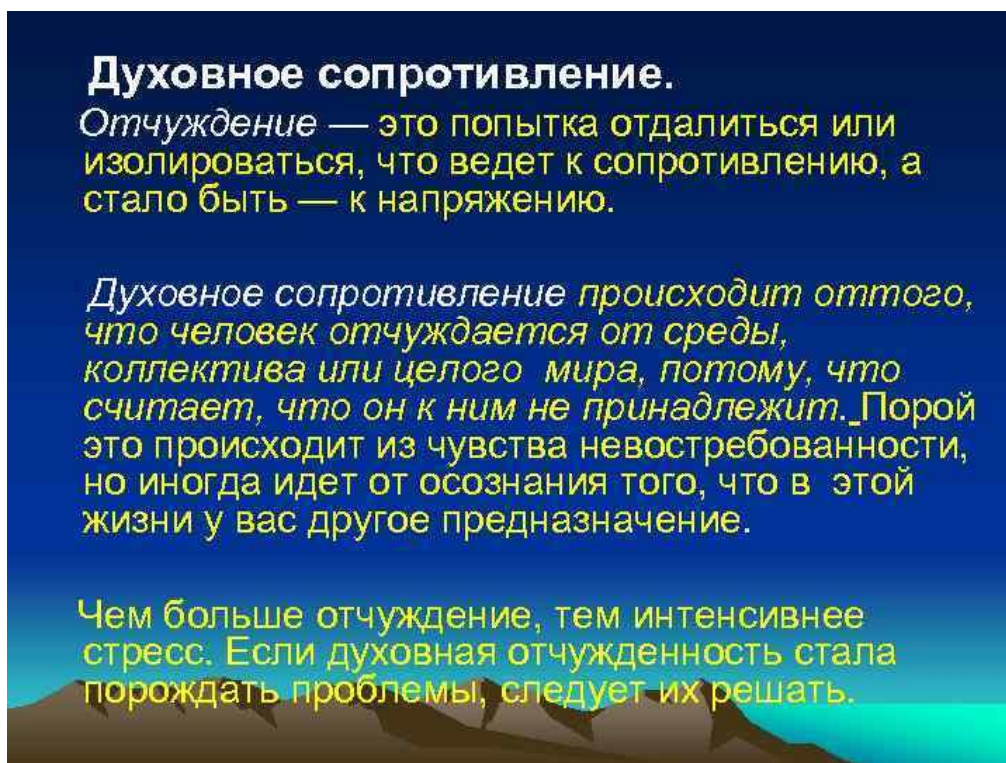 Духовное сопротивление.
Отчуждение — это попытка отдалиться или
изолироваться, что ведет к сопротивлению, а
стало быть — к напряжению.
Духовное сопротивление происходит оттого,
что человек отчуждается от среды,
коллектива или целого мира, потому, что
считает, что он к ним не принадлежит. Порой
это происходит из чувства невостребованности,
но иногда идет от осознания того, что в этой
жизни у вас другое предназначение.
Чем больше отчуждение, тем интенсивнее
стресс. Если духовная отчужденность стала
порождать проблемы, следует их решать.